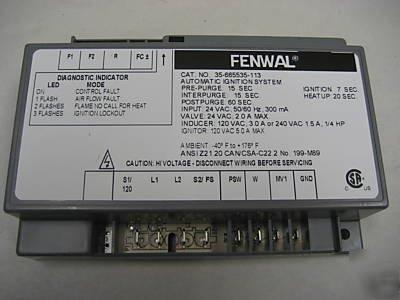 F1 F2 R FC ±
DIAGNOSTIC INDICATOR
LED MODE
ON CONTROL FAULT
1 FLASH AIR FLOW FAULT
2 FLASHES FLAME NO CALL FOR HEAT
3 FLASHES IGNITION LOCKOUT
FENWAL
CAT. NO. 35-665535-113
AUTOMATIC IGNITION SYSTEM
PRE-PURGE 15 SEC IGNITION 7 SEC
INTERPURGE 15 SEC HEAT UP: 20 SEC.
POSTPURGE 60 SEC
INPUT: 24 VAC, 50/60 HZ, 300 mA
VALVE: 24 VAC, 2.0 A MAX.
INDUCER: 120 VAC, 3.0 A or 240 VAC 1.5 A, 1/4 HP
IGNITOR: 120 VAC 5.0 A MAX
AMBIENT -40° F to +176° F
ANSI Z21.20 CAN/CSA-C22.2 No. 199-M89
CAUTION: HI VOLTAGE - DISCONNECT WIRING BEFORE SERVICING
S1/ 120 L1 L2 S2/ FS PSW W MV1 GND